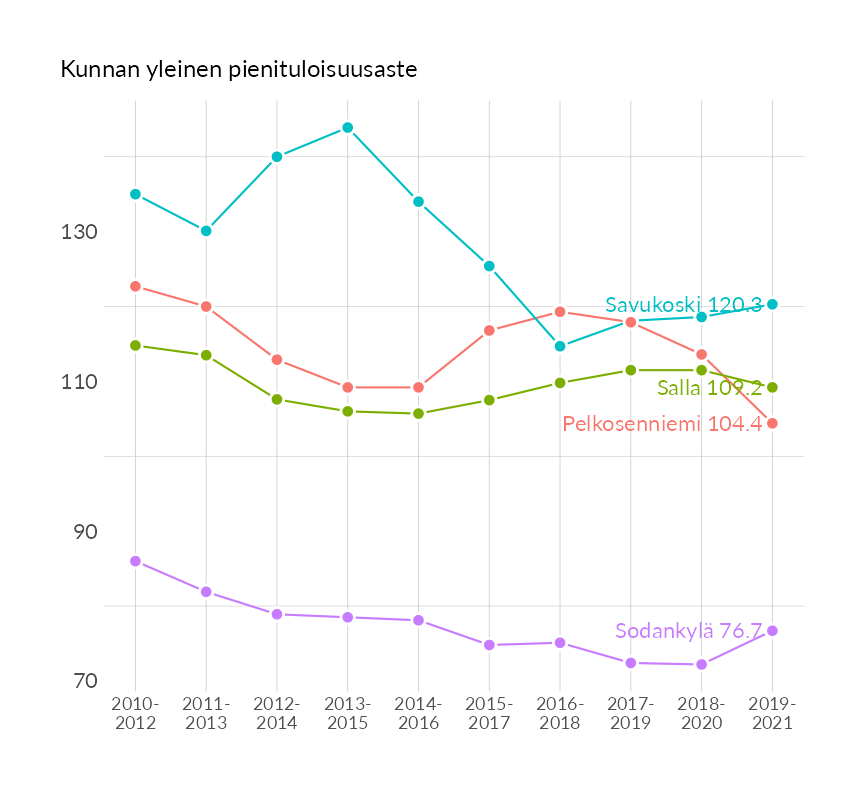 Kunnan yleinen pienituloisuusaste
130
110
90
70
Savukoski 120.3
Salla 109.2
Pelkosenniemi 104.4
Sodankylä 76.7
2010- 2011- 2012- 2013- 2014- 2015- 2016- 2017- 2018- 2019-
2012 2013 2014 2015 2016 2017 2018 2019 2020 2021